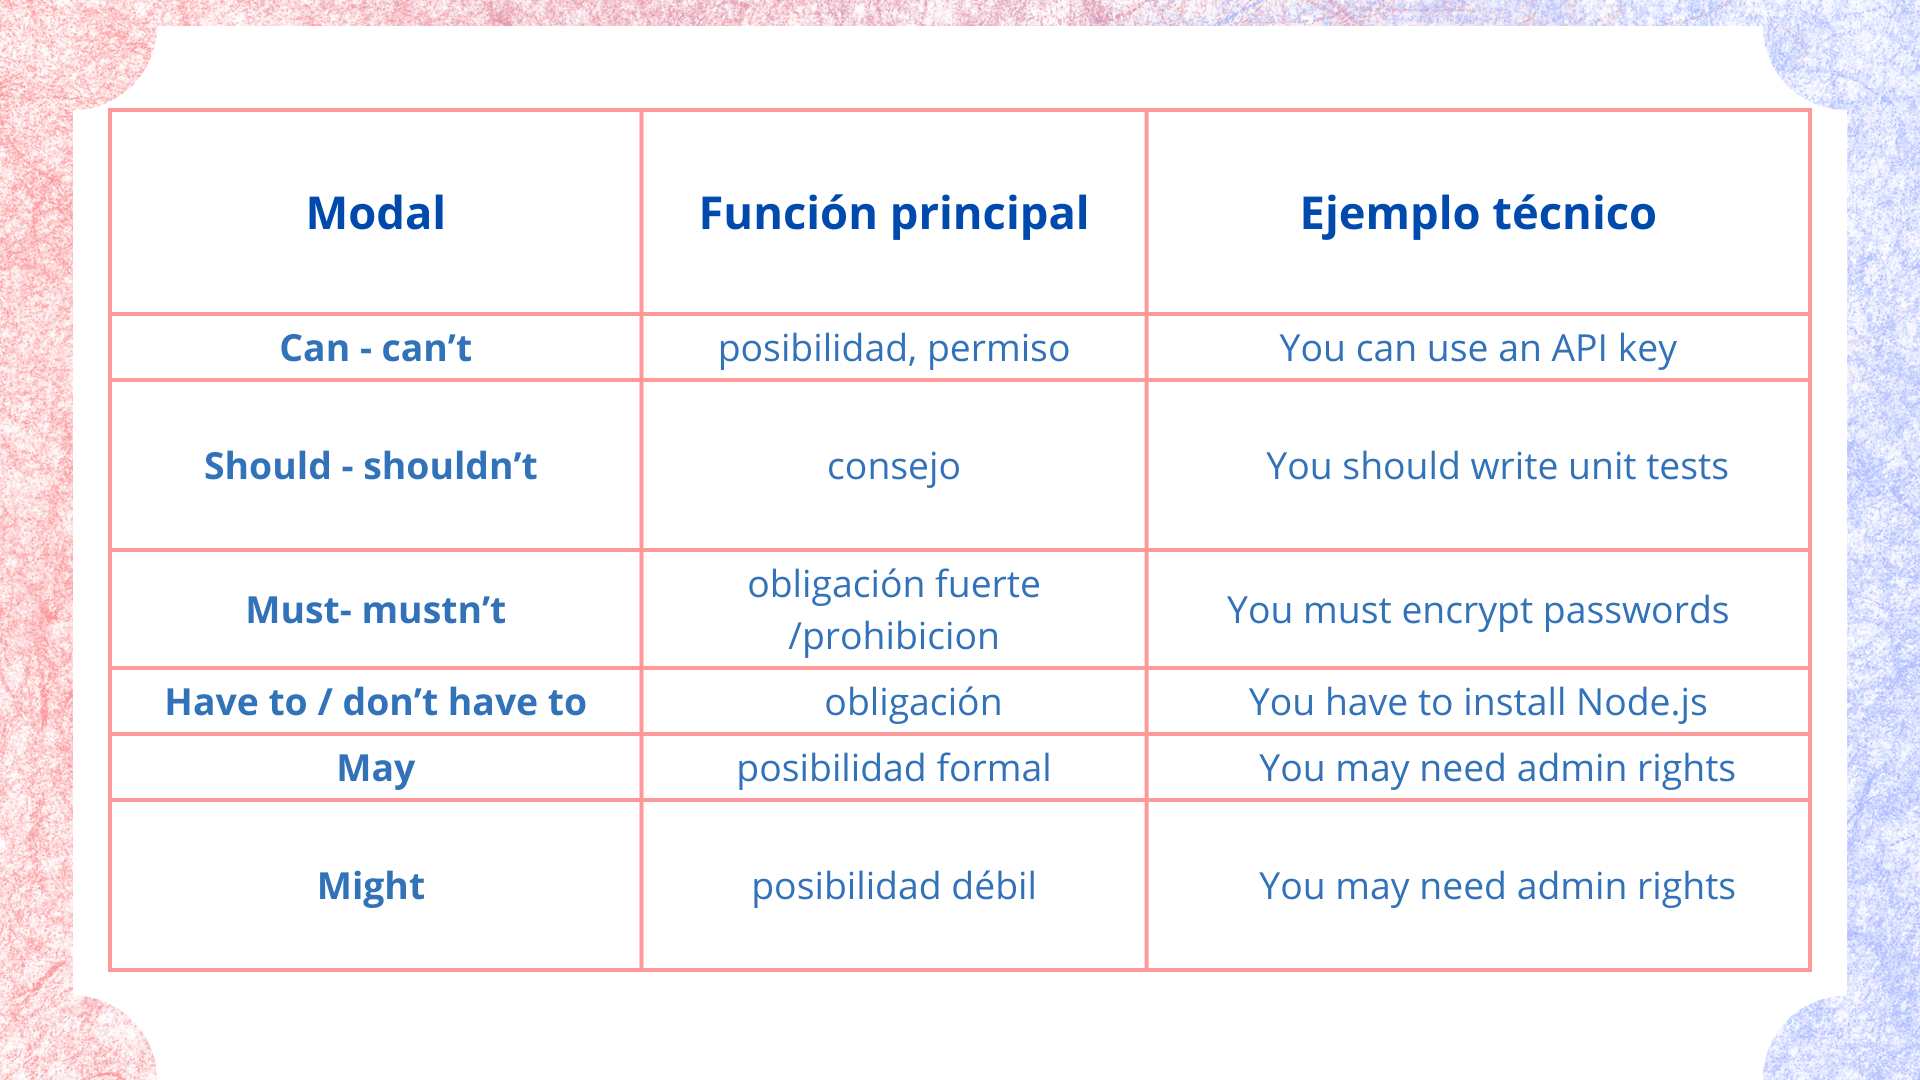 Modal
Función principal
Ejemplo técnico
Can - can’t
posibilidad, permiso
You can use an API key
Should - shouldn’t
consejo
You should write unit tests
Must- mustn’t
obligación fuerte
/prohibicion
You must encrypt passwords
Have to / don’t have to
obligación
You have to install Node.js
May
posibilidad formal
You may need admin rights
Might
posibilidad débil
You may need admin rights